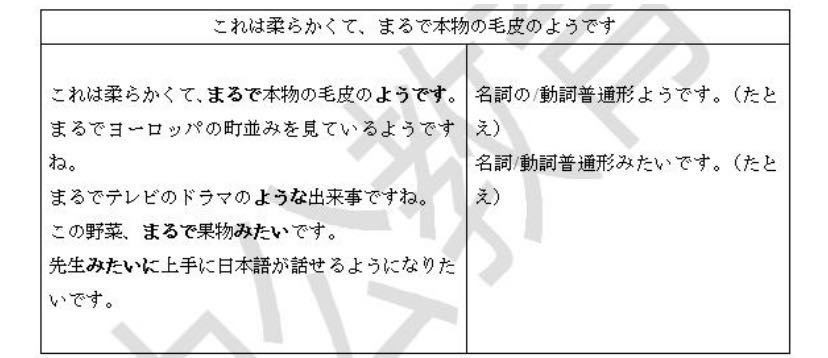 これは柔らかくて、まるで本物の毛皮のようです
これは柔らかくて、まるで本物の毛皮のようです。
まるでヨーロッパの町並みを見ているようです
ね。
まるでテレビのドラマのような出来事ですね。
この野菜、まるで果物みたいです。
先生みたいに上手に日本語が話せるようになりた
いです。
名詞の/動詞普通形ようです。（たと
え）
名詞/動詞普通形みたいです。（たと
え）
公教育